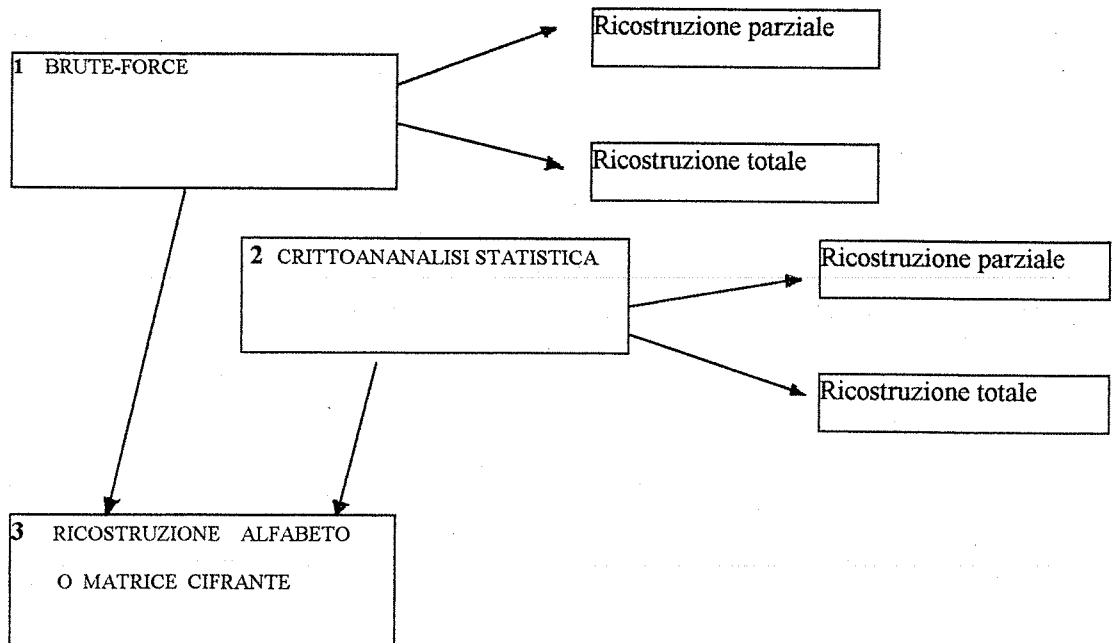 Ricostruzione parziale
1 BRUTE-FORCE
Ricostruzione totale
2 CRITTOANANALISI STATISTICA
Ricostruzione parziale
Ricostruzione totale
3 RICOSTRUZIONE ALFABETO
O MATRICE CIFRANTE